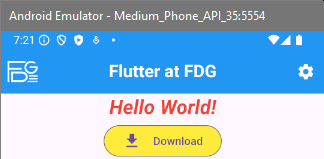 Android Emulator - Medium_Phone_API_35:5554
7:21
FDG
Flutter at FDG
Hello World!
Download